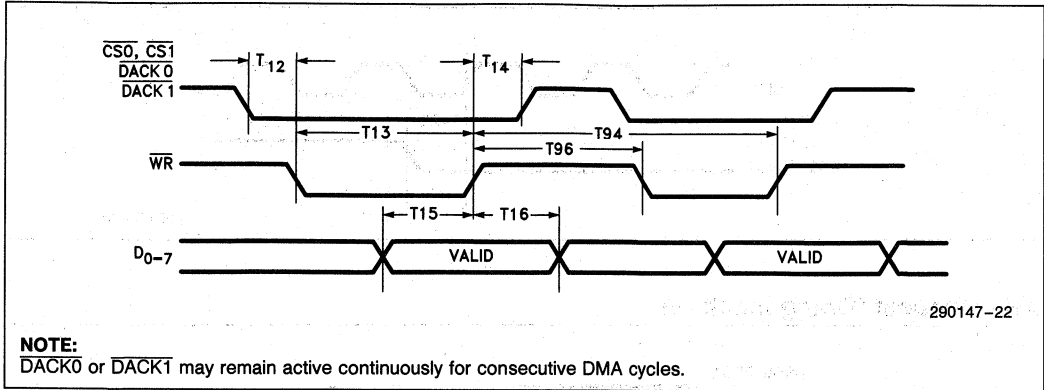 CS0, CS1
DACK 0
DACK 1
T12
T14
T13
T94
T96
WR
T15
T16
D0–7
VALID
VALID
290147–22
NOTE:
DACK0 or DACK1 may remain active continuously for consecutive DMA cycles.